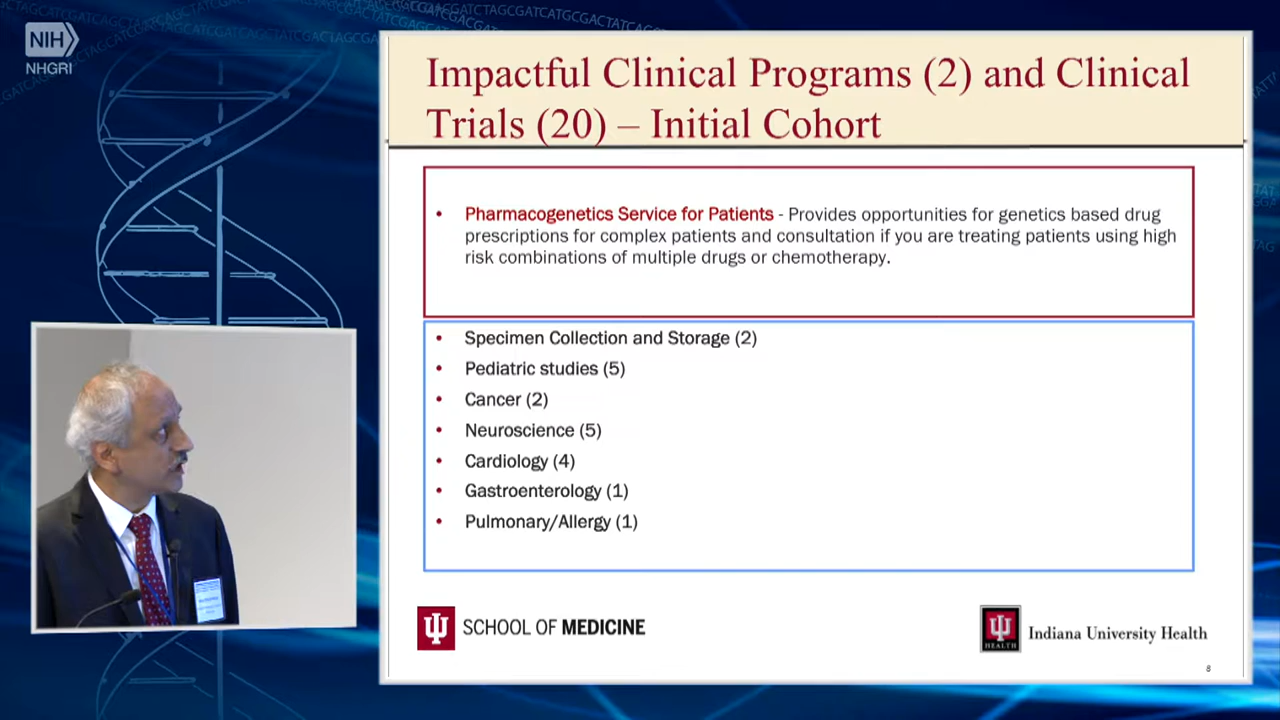 NIH
NHGRI
Impactful Clinical Programs (2) and Clinical
Trials (20) – Initial Cohort
• Pharmacogenetics Service for Patients - Provides opportunities for genetics based drug
prescriptions for complex patients and consultation if you are treating patients using high
risk combinations of multiple drugs or chemotherapy.
• Specimen Collection and Storage (2)
• Pediatric studies (5)
• Cancer (2)
• Neuroscience (5)
• Cardiology (4)
• Gastroenterology (1)
• Pulmonary/Allergy (1)
SCHOOL OF MEDICINE
HEALTH
Indiana University Health
8